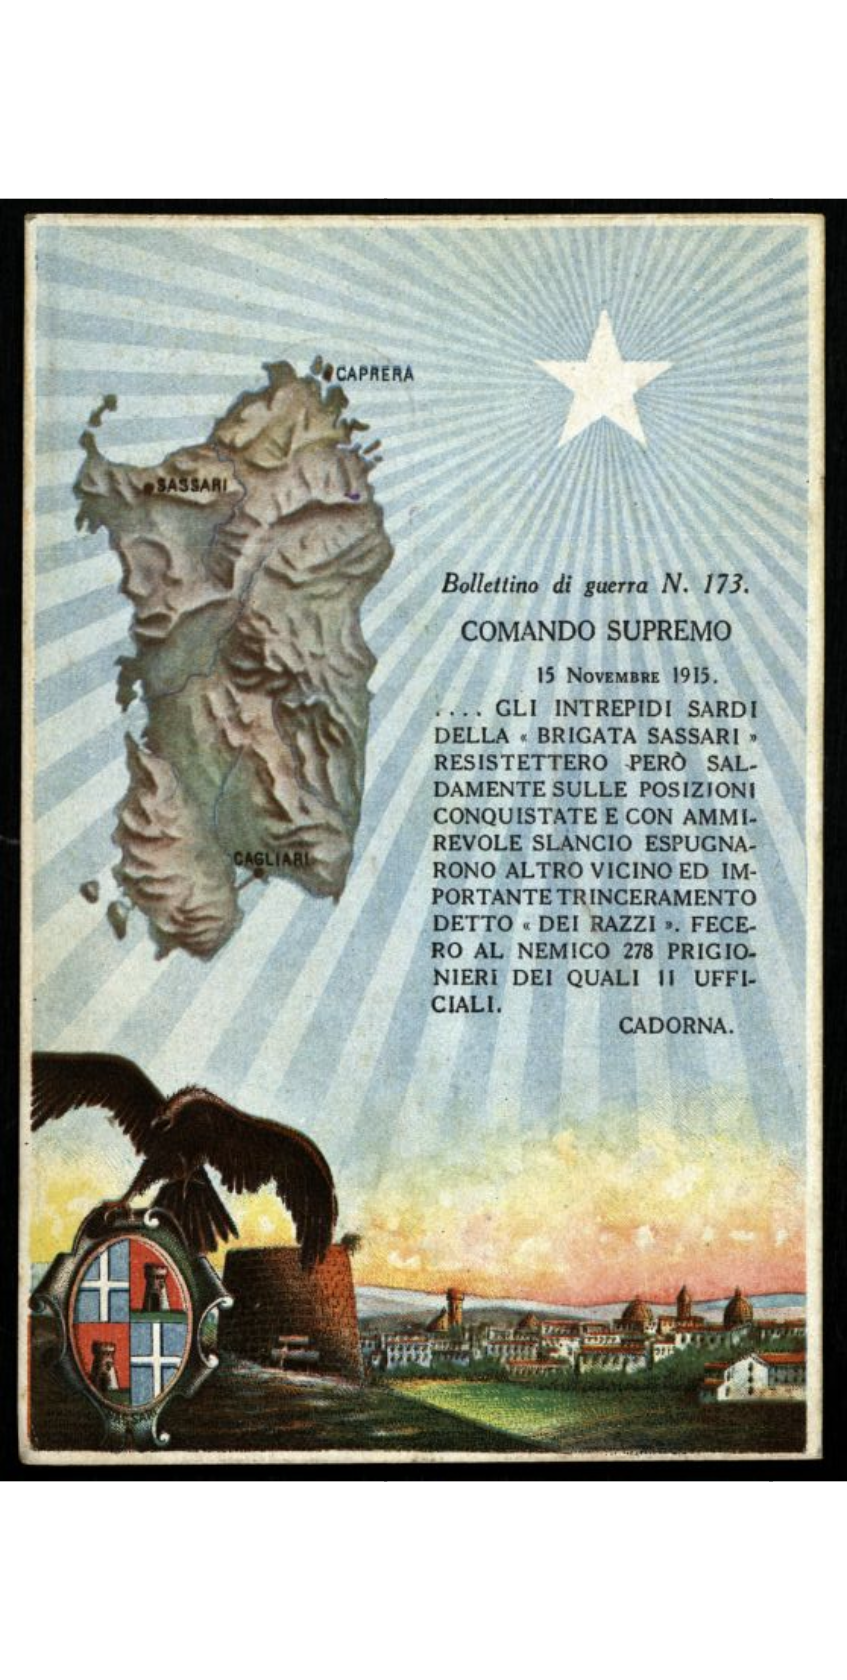 CAPRERA
SASSARI
CAGLIARI
Bollettino di guerra N. 173.
COMANDO SUPREMO
15 NOVEMBRE 1915.
.... GLI INTREPIDI SARDI
DELLA « BRIGATA SASSARI »
RESISTETTERO PERÒ SAL-
DAMENTE SULLE POSIZIONI
CONQUISTATE E CON AMMI-
REVOLE SLANCIO ESPUGNA-
RONO ALTRO VICINO ED IM-
PORTANTE TRINCERAMENTO
DETTO « DEI RAZZI ». FECE-
RO AL NEMICO 278 PRIGIO-
NIERI DEI QUALI 11 UFFI-
CIALI.
CADORNA.
SASSARI